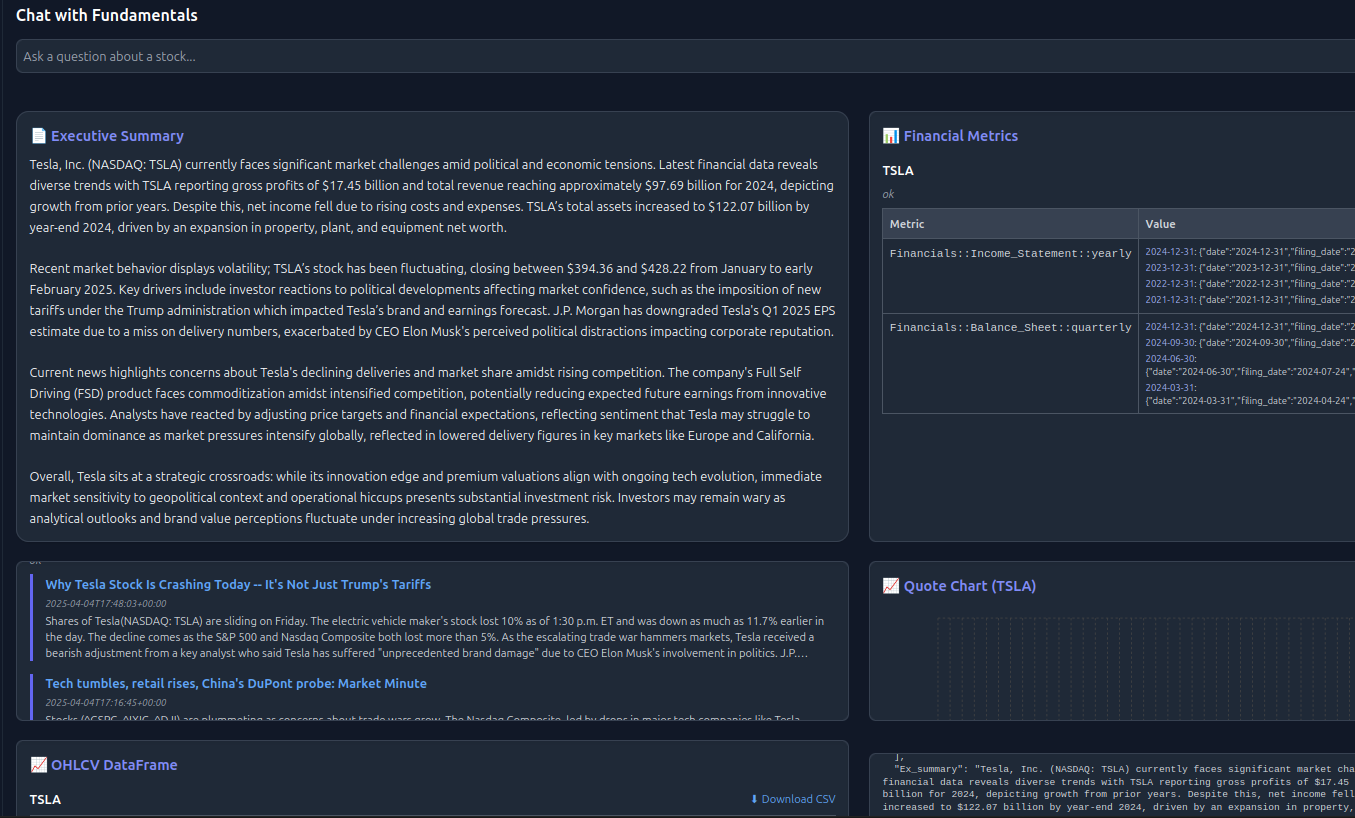 Chat with Fundamentals
Ask a question about a stock...
Executive Summary
Tesla, Inc. (NASDAQ: TSLA) currently faces significant market challenges amid political and economic tensions. Latest financial data reveals
diverse trends with TSLA reporting gross profits of $17.45 billion and total revenue reaching approximately $97.69 billion for 2024, depicting
growth from prior years. Despite this, net income fell due to rising costs and expenses. TSLA's total assets increased to $122.07 billion by
year-end 2024, driven by an expansion in property, plant, and equipment net worth.
Recent market behavior displays volatility; TSLA's stock has been fluctuating, closing between $394.36 and $428.22 from January to early
February 2025. Key drivers include investor reactions to political developments affecting market confidence, such as the imposition of new
tariffs under the Trump administration which impacted Tesla's brand and earnings forecast. J.P. Morgan has downgraded Tesla's Q1 2025 EPS
estimate due to a miss on delivery numbers, exacerbated by CEO Elon Musk's perceived political distractions impacting corporate reputation.
Current news highlights concerns about Tesla's declining deliveries and market share amidst rising competition. The company's Full Self
Driving (FSD) product faces commoditization amidst intensified competition, potentially reducing expected future earnings from innovative
technologies. Analysts have reacted by adjusting price targets and financial expectations, reflecting sentiment that Tesla may struggle to
maintain dominance as market pressures intensify globally, reflected in lowered delivery figures in key markets like Europe and California.
Overall, Tesla sits at a strategic crossroads: while its innovation edge and premium valuations align with ongoing tech evolution, immediate
market sensitivity to geopolitical context and operational hiccups presents substantial investment risk. Investors may remain wary as
analytical outlooks and brand value perceptions fluctuate under increasing global trade pressures.
Financial Metrics
TSLA
ok
Metric Value
Financials::Income_Statement::yearly
2024-12-31: {"date":"2024-12-31","filing_date":"2
2023-12-31: {"date":"2023-12-31","filing_date":"2
2022-12-31: {"date":"2022-12-31","filing_date":"2
2021-12-31: {"date":"2021-12-31","filing_date":"2
Financials::Balance_Sheet::quarterly
2024-12-31: {"date":"2024-12-31","filing_date":"2
2024-09-30: {"date":"2024-09-30","filing_date":"2
2024-06-30:
{"date":"2024-06-30","filing_date":"2024-07-24",
2024-03-31:
{"date":"2024-03-31","filing_date":"2024-04-24",
Why Tesla Stock Is Crashing Today -- It's Not Just Trump's Tariffs
2025-04-04T17:48:03+00:00
Shares of Tesla(NASDAQ: TSLA) are sliding on Friday. The electric vehicle maker's stock lost 10% as of 1:30 p.m. ET and was down as much as 11.7% earlier in
the day. The decline comes as the S&P 500 and Nasdaq Composite both lost more than 5%. As the escalating trade war hammers markets, Tesla received a
bearish adjustment from a key analyst who said Tesla has suffered "unprecedented brand damage" due to CEO Elon Musk's involvement in politics. J.P....
Tech tumbles, retail rises, China's DuPont probe: Market Minute
2025-04-04T17:16:45+00:00
Stocks (^GSPC, ^IXIC, ^DJI) are plummeting as concerns about trade wars grow. The Nasdaq Composite, led by drops in major tech companies like Tesla
Quote Chart (TSLA)
OHLCV DataFrame
TSLA
⬇ Download CSV
],
"Ex_summary": "Tesla, Inc. (NASDAQ: TSLA) currently faces significant market cha
financial data reveals diverse trends with TSLA reporting gross profits of $17.45
billion for 2024, depicting growth from prior years. Despite this, net income fell
increased to $122.07 billion by year-end 2024, driven by an expansion in property,